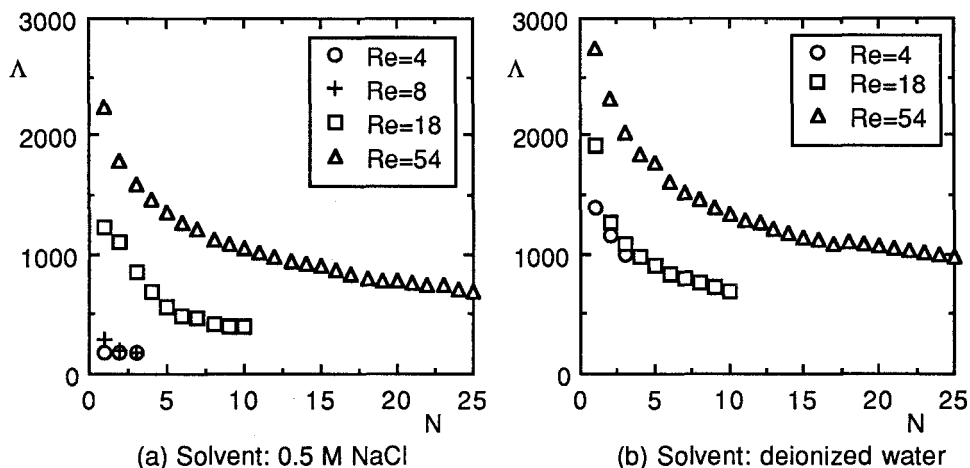 3000
Λ
2000
1000
0
Re=4
Re=8
Re=18
Re=54
0 5 10 15 20 25
N
(a) Solvent: 0.5 M NaCl
3000
Λ
2000
1000
0
Re=4
Re=18
Re=54
0 5 10 15 20 25
N
(b) Solvent: deionized water